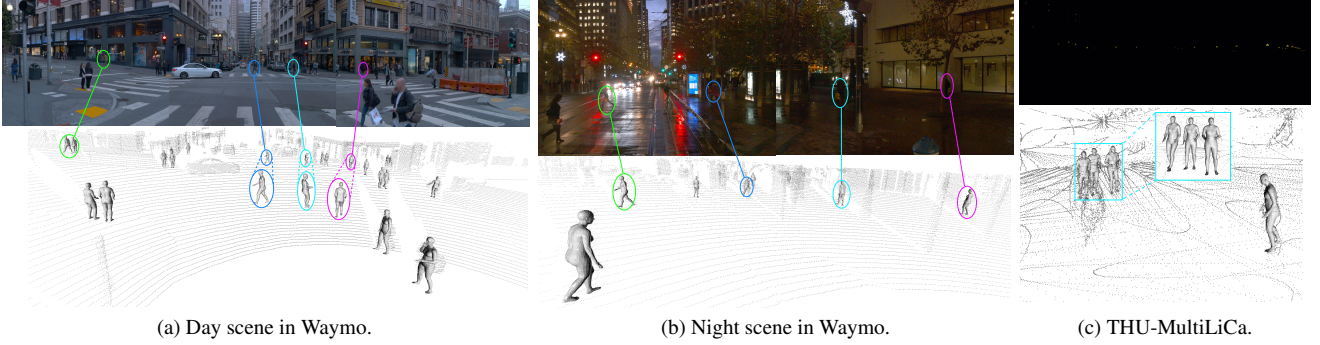 (a) Day scene in Waymo.
(b) Night scene in Waymo.
(c) THU-MultiLiCa.